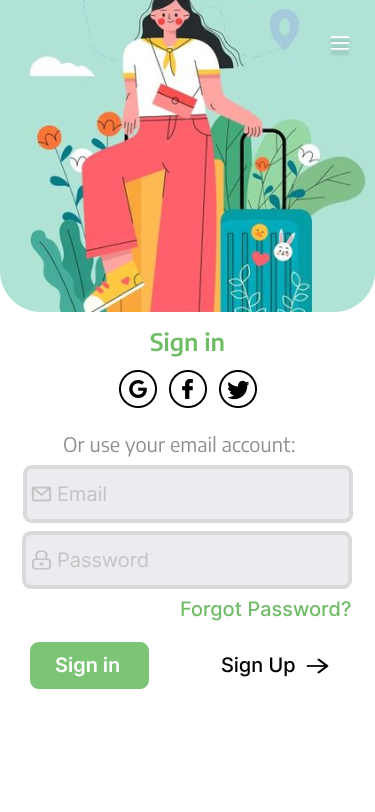 Sign in
G f
Or use your email account:
Email
Password
Forgot Password?
Sign in Sign Up →